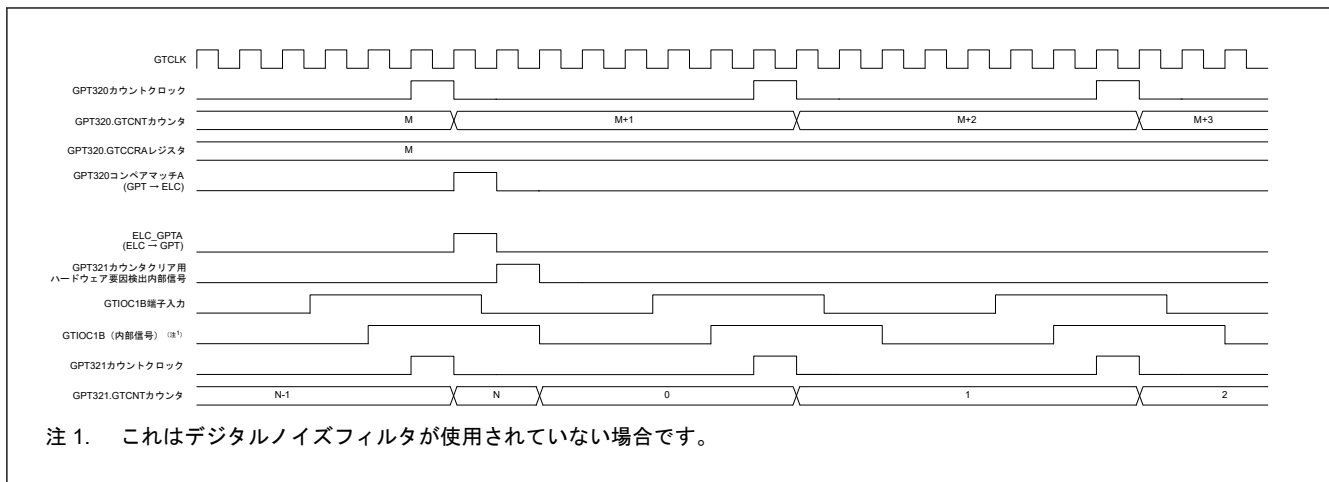 GTCLK
GPT320カウントクロック
GPT320.GTCNTカウンタ M M+1 M+2 M+3
GPT320.GTCCRAレジスタ M
GPT320コンペアマッチA
(GPT → ELC)
ELC_GPTA
(ELC → GPT)
GPT321カウンタクリア用
ハードウェア要因検出内部信号
GTIOC1B端子入力
GTIOC1B（内部信号）（注1）
GPT321カウントクロック
GPT321.GTCNTカウンタ N-1 N 0 1 2
注 1. これはデジタルノイズフィルタが使用されていない場合です。